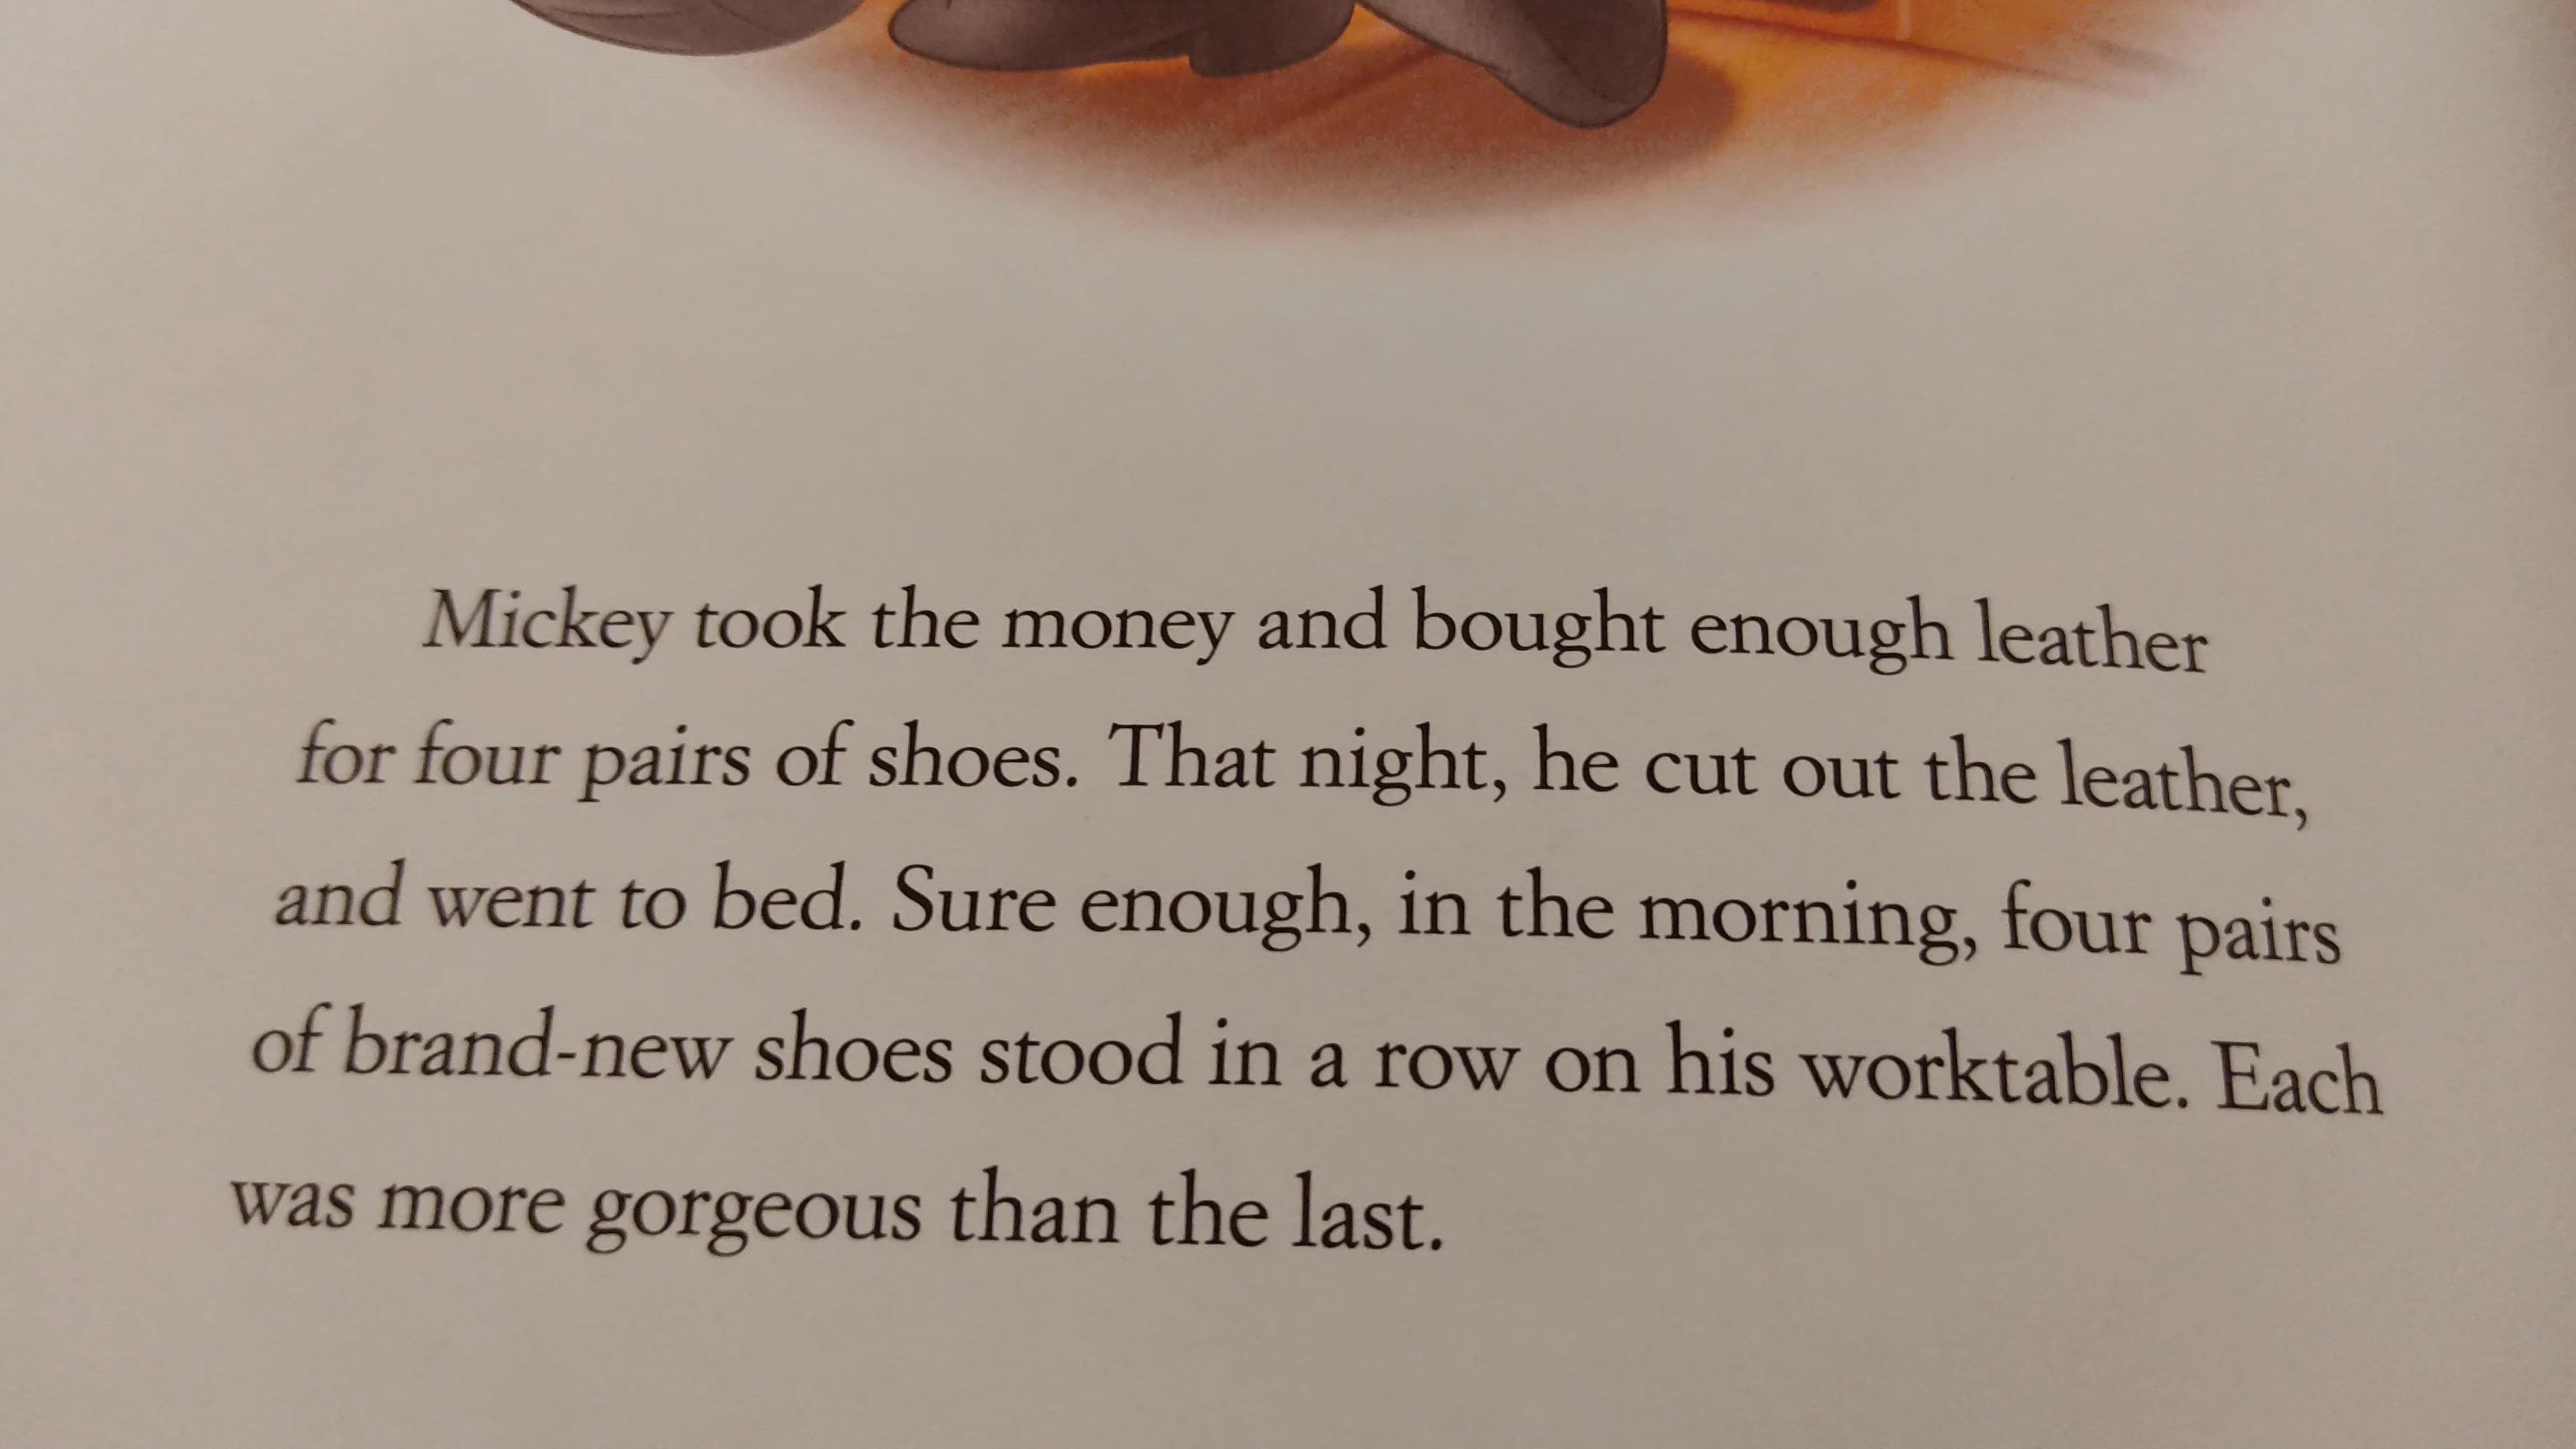 Mickey took the money and bought enough leather
for four pairs of shoes. That night, he cut out the leather,
and went to bed. Sure enough, in the morning, four pairs
of brand-new shoes stood in a row on his worktable. Each
was more gorgeous than the last.